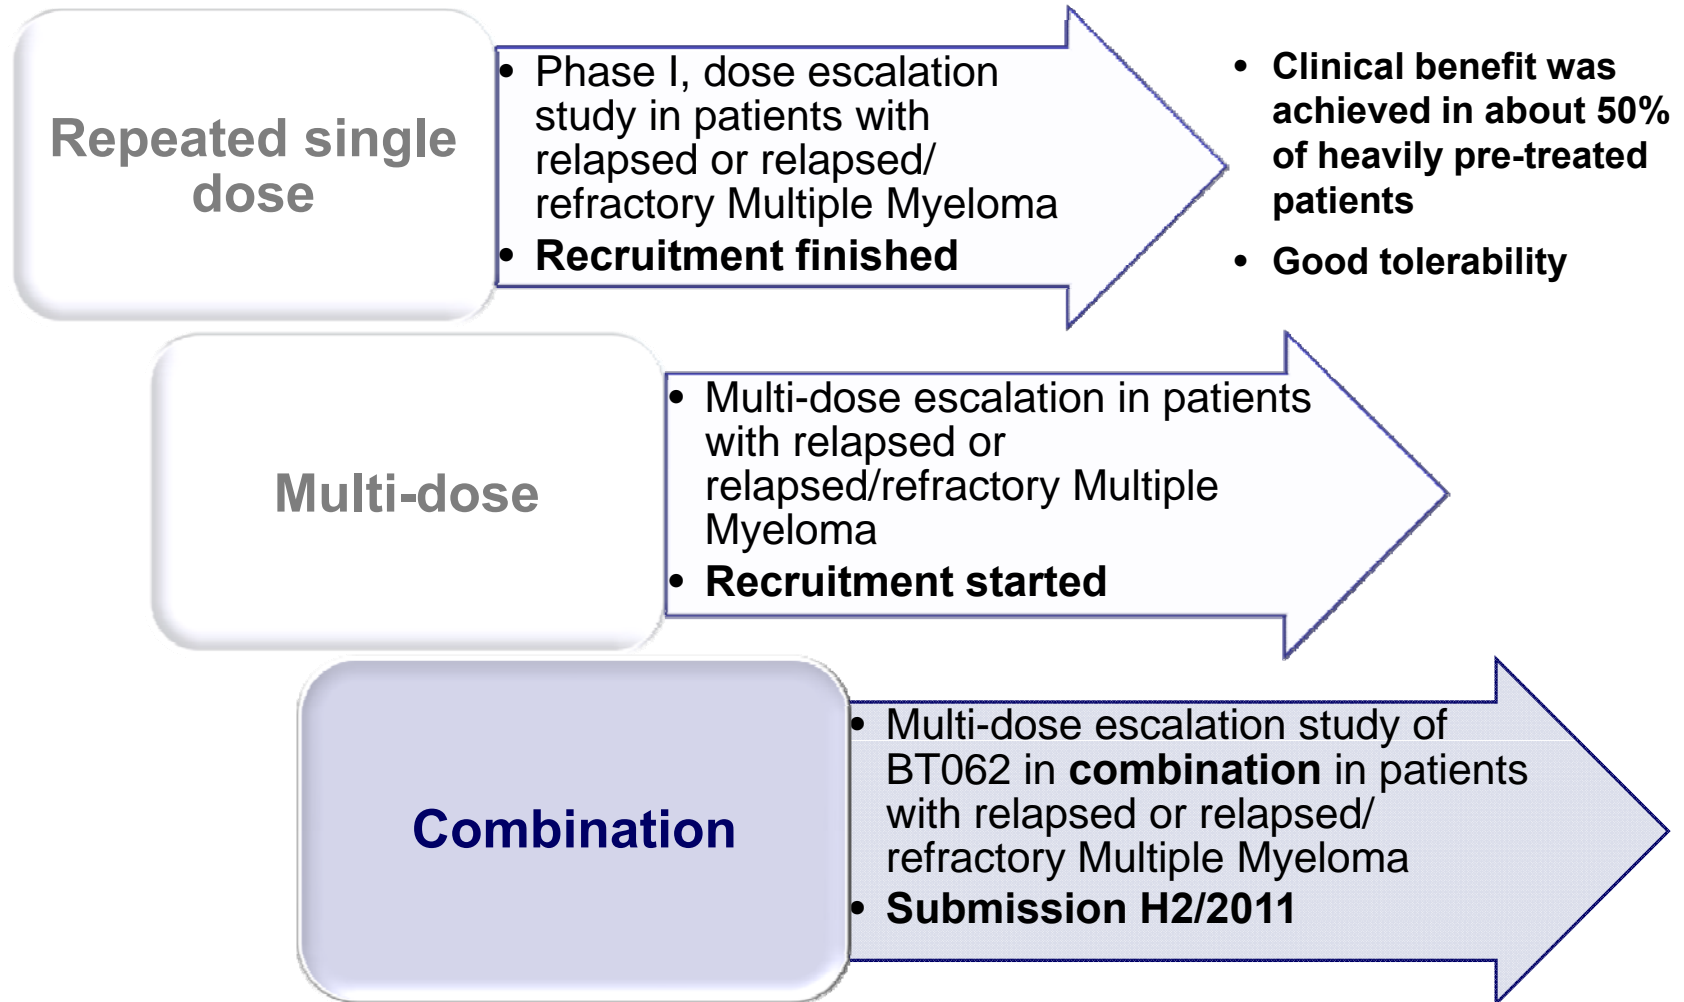 Repeated single
dose
• Phase I, dose escalation
study in patients with
relapsed or relapsed/
refractory Multiple Myeloma
• Recruitment finished
• Clinical benefit was
achieved in about 50%
of heavily pre-treated
patients
• Good tolerability
Multi-dose
• Multi-dose escalation in patients
with relapsed or
relapsed/refractory Multiple
Myeloma
• Recruitment started
Combination
• Multi-dose escalation study of
BT062 in combination in patients
with relapsed or relapsed/
refractory Multiple Myeloma
• Submission H2/2011